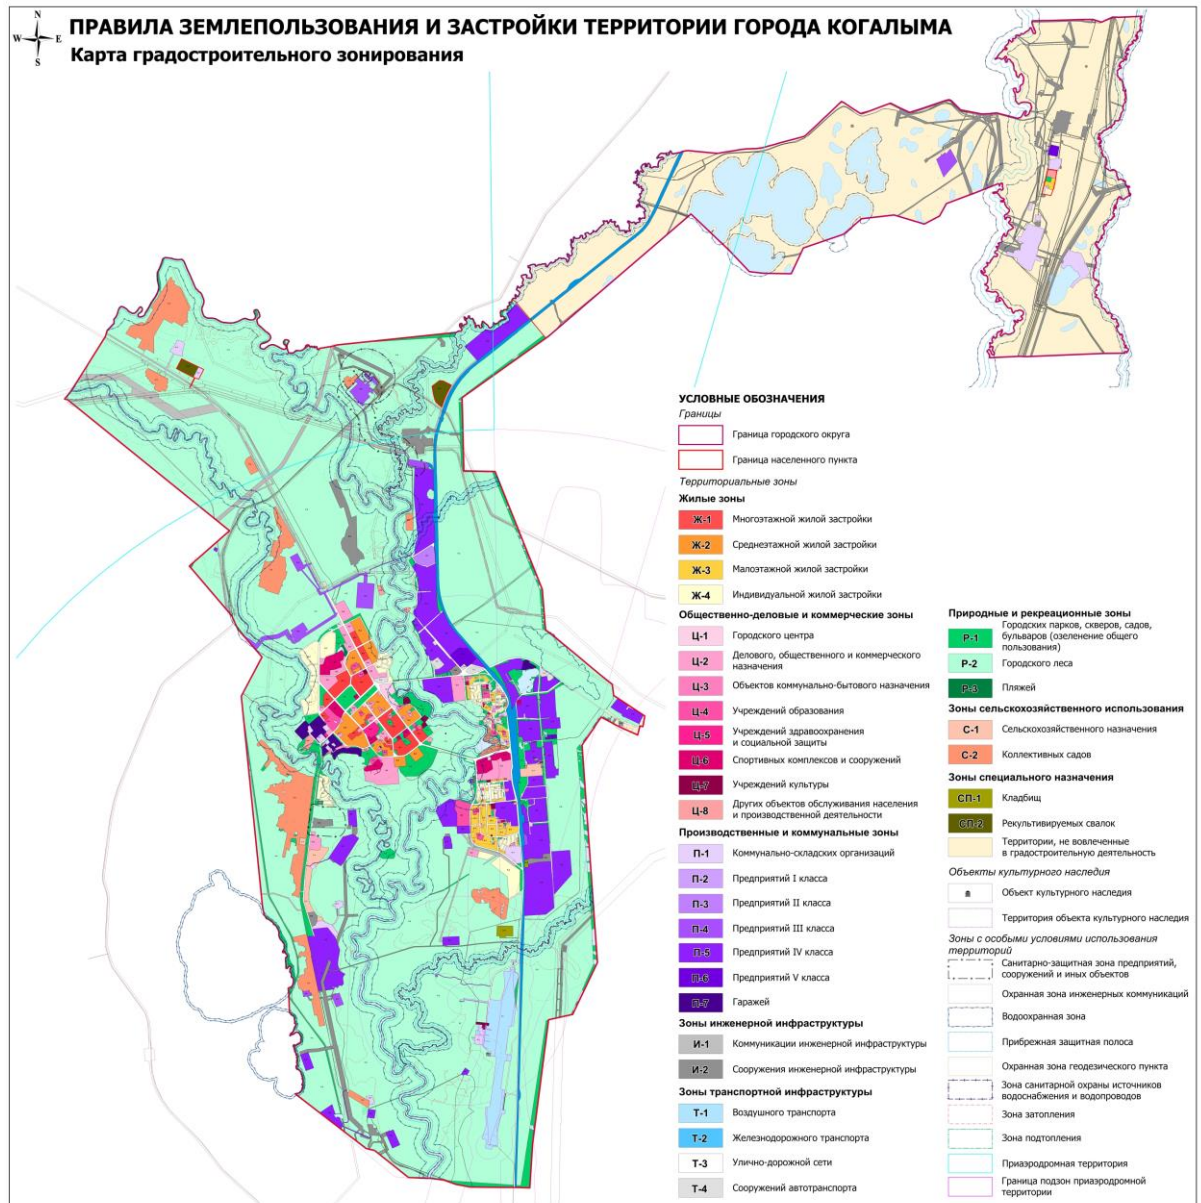 N
W E
S
ПРАВИЛА ЗЕМЛЕПОЛЬЗОВАНИЯ И ЗАСТРОЙКИ ТЕРРИТОРИИ ГОРОДА КОГАЛЫМА
Карта градостроительного зонирования
УСЛОВНЫЕ ОБОЗНАЧЕНИЯ
Границы
Граница городского округа
Граница населенного пункта
Территориальные зоны
Жилые зоны
Ж-1 Многоэтажной жилой застройки
Ж-2 Среднеэтажной жилой застройки
Ж-3 Малоэтажной жилой застройки
Ж-4 Индивидуальной жилой застройки
Общественно-деловые и коммерческие зоны
Ц-1 Городского центра
Ц-2 Делового, общественного и коммерческого
назначения
Ц-3 Объектов коммунально-бытового назначения
Ц-4 Учреждений образования
Ц-5 Учреждений здравоохранения
и социальной защиты
Ц-6 Спортивных комплексов и сооружений
Ц-7 Учреждений культуры
Ц-8 Других объектов обслуживания населения
и производственной деятельности
Производственные и коммунальные зоны
П-1 Коммунально-складских организаций
П-2 Предприятий I класса
П-3 Предприятий II класса
П-4 Предприятий III класса
П-5 Предприятий IV класса
П-6 Предприятий V класса
П-7 Гаражей
Зоны инженерной инфраструктуры
И-1 Коммуникации инженерной инфраструктуры
И-2 Сооружения инженерной инфраструктуры
Зоны транспортной инфраструктуры
Т-1 Воздушного транспорта
Т-2 Железнодорожного транспорта
Т-3 Улично-дорожной сети
Т-4 Сооружений автотранспорта
Природные и рекреационные зоны
Р-1 Городских парков, скверов, садов,
бульваров (озеленение общего
пользования)
Р-2 Городского леса
Р-3 Пляжей
Зоны сельскохозяйственного использования
С-1 Сельскохозяйственного назначения
С-2 Коллективных садов
Зоны специального назначения
СП-1 Кладбищ
СП-2 Рекультивируемых свалок
Территории, не вовлеченные
в градостроительную деятельность
Объекты культурного наследия
Объект культурного наследия
Территория объекта культурного наследия
Зоны с особыми условиями использования
территорий
Санитарно-защитная зона предприятий,
сооружений и иных объектов
Охранная зона инженерных коммуникаций
Водоохранная зона
Прибрежная защитная полоса
Охранная зона геодезического пункта
Зона санитарной охраны источников
водоснабжения и водопроводов
Зона затопления
Зона подтопления
Приаэродромная территория
Граница подзон приаэродромной
территории